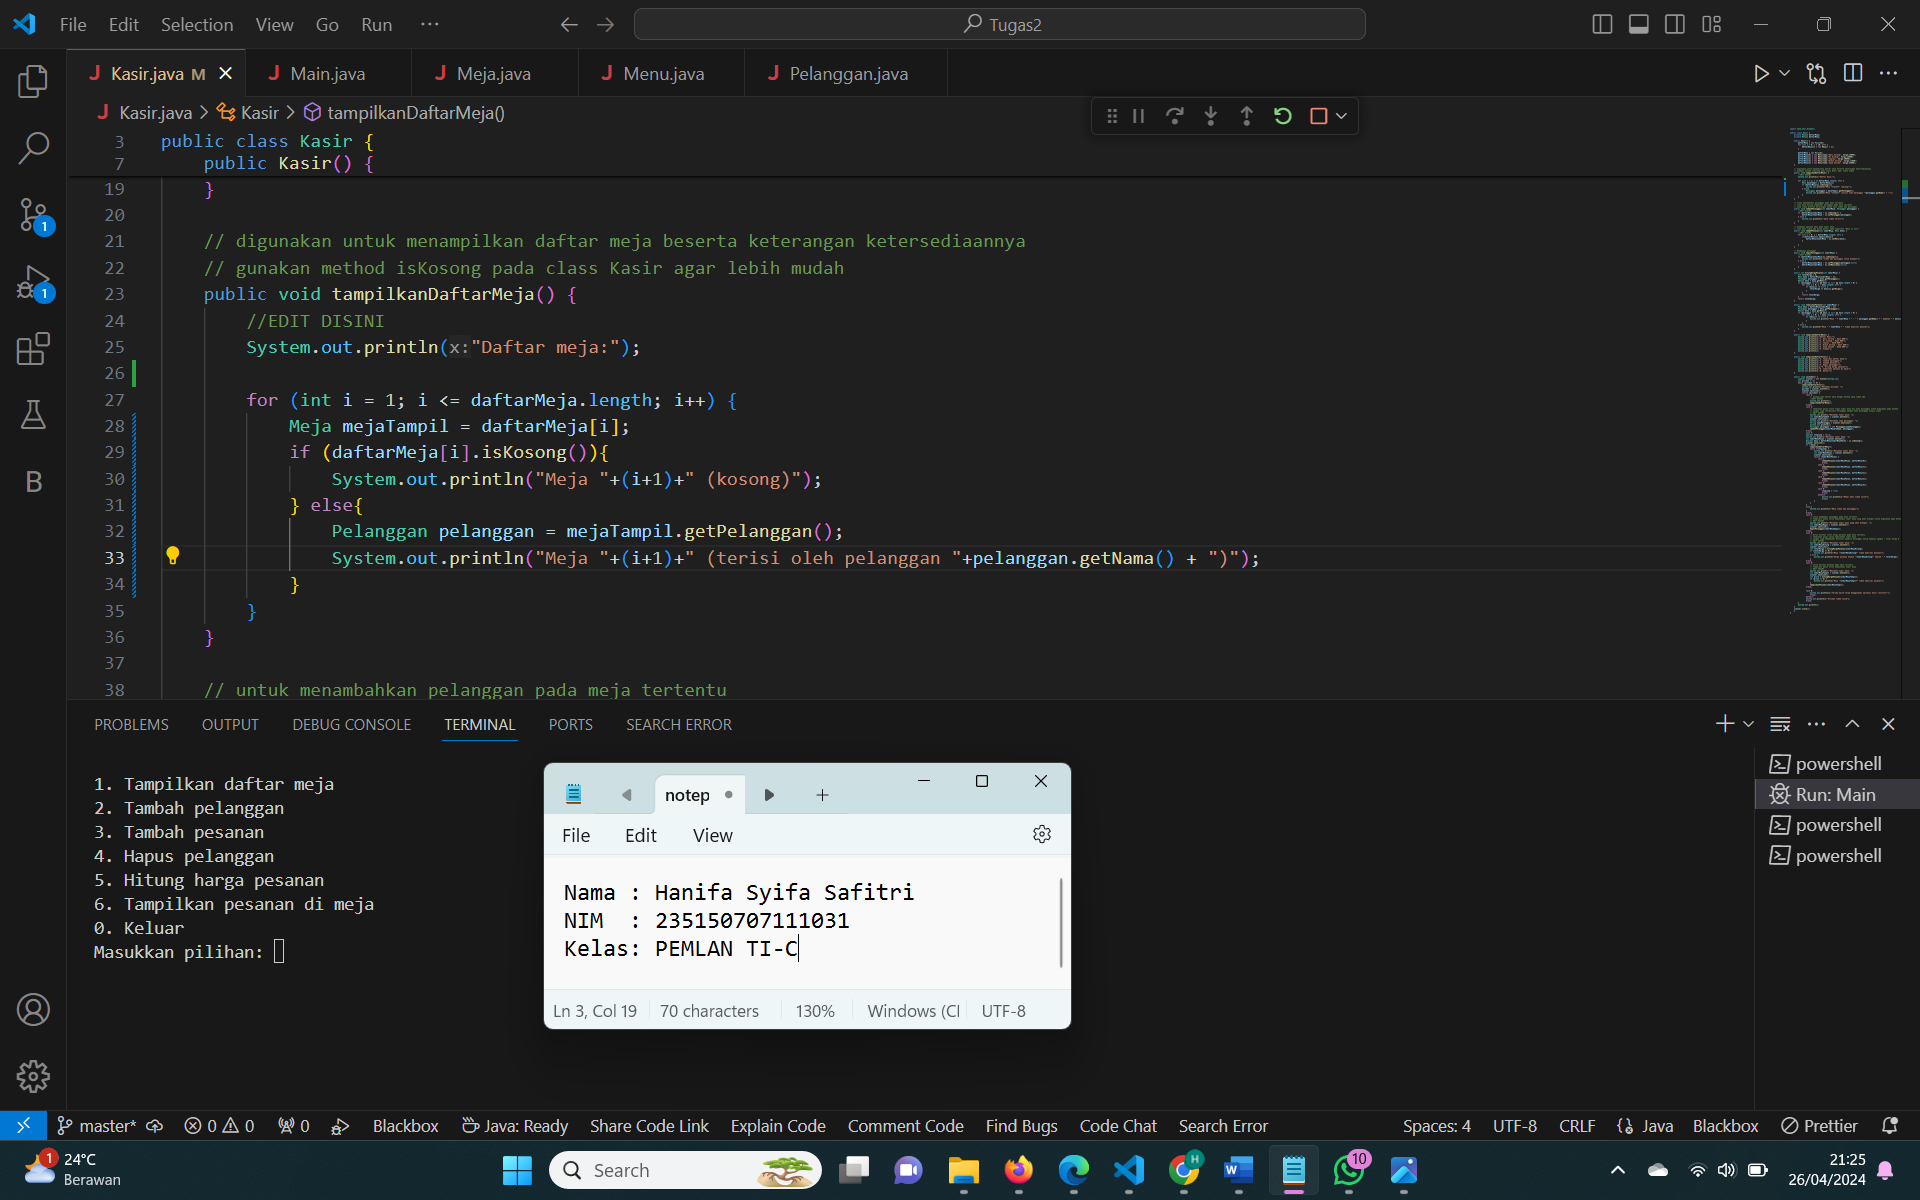 File Edit Selection View Go Run ··· Tugas2
Kasir.java M Main.java Meja.java Menu.java Pelanggan.java
Kasir.java > Kasir > tampilkanDaftarMeja()
3 public class Kasir {
7 public Kasir() {
19 }
20
21 // digunakan untuk menampilkan daftar meja beserta keterangan ketersediaannya
22 // gunakan method isKosong pada class Kasir agar lebih mudah
23 public void tampilkanDaftarMeja() {
24 //EDIT DISINI
25 System.out.println(x:"Daftar meja:");
26
27 for (int i = 1; i <= daftarMeja.length; i++) {
28 Meja mejaTampil = daftarMeja[i];
29 if (daftarMeja[i].isKosong()){
30 System.out.println("Meja "+(i+1)+" (kosong)");
31 } else{
32 Pelanggan pelanggan = mejaTampil.getPelanggan();
33 System.out.println("Meja "+(i+1)+" (terisi oleh pelanggan "+pelanggan.getNama() + ")");
34 }
35 }
36 }
37
38 // untuk menambahkan pelanggan pada meja tertentu
1
1
B
PROBLEMS OUTPUT DEBUG CONSOLE TERMINAL PORTS SEARCH ERROR
1. Tampilkan daftar meja
2. Tambah pelanggan
3. Tambah pesanan
4. Hapus pelanggan
5. Hitung harga pesanan
6. Tampilkan pesanan di meja
0. Keluar
Masukkan pilihan:
powershell
Run: Main
powershell
powershell
notep
File Edit View
Nama : Hanifa Syifa Safitri
NIM : 235150707111031
Kelas: PEMLAN TI-C
Ln 3, Col 19 70 characters 130% Windows (Cl UTF-8
master* 0 0 0 Blackbox Java: Ready Share Code Link Explain Code Comment Code Find Bugs Code Chat Search Error Spaces: 4 UTF-8 CRLF Java Blackbox Prettier
1 24°C
Berawan
Search
H
10
21:25
26/04/2024